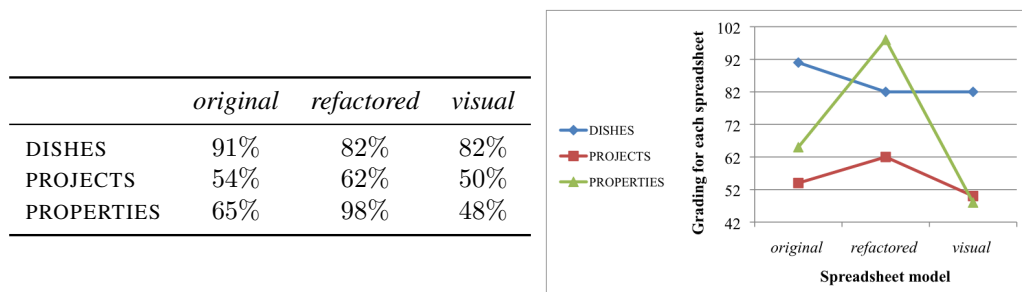 original refactored visual
DISHES 91% 82% 82%
PROJECTS 54% 62% 50%
PROPERTIES 65% 98% 48%
DISHES
PROJECTS
PROPERTIES
Grading for each spreadsheet
102
92
82
72
62
52
42
original refactored visual
Spreadsheet model